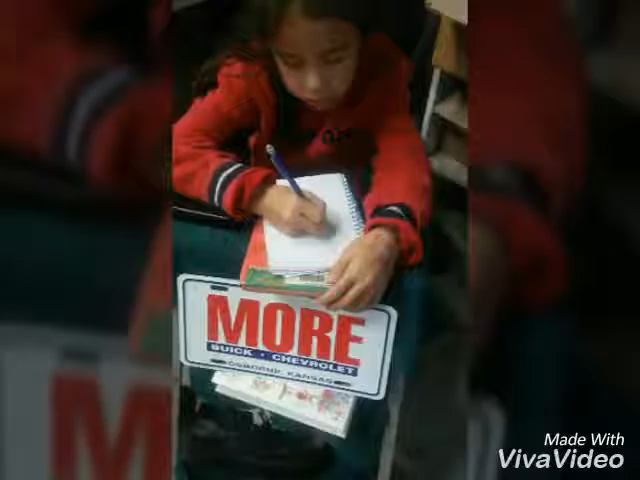 MORE
BUICK • CHEVROLET
OSBORNE, KANSAS
Made With
VivaVideo